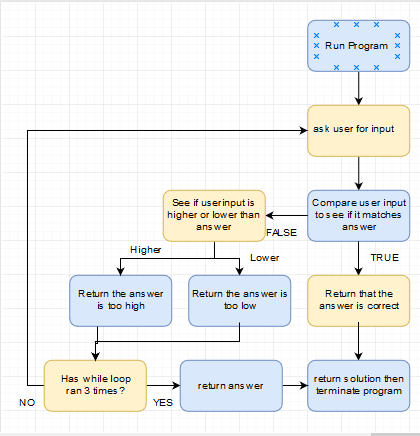 Run Program
ask user for input
See if userinput is
higher or lower than
answer
Compare user input
to see if it matches
answer
FALSE
Higher
Lower
TRUE
Return the answer
is too high
Return the answer is
too low
Return that the
answer is correct
Has while loop
ran 3 times?
return answer
return solution then
terminate program
NO
YES